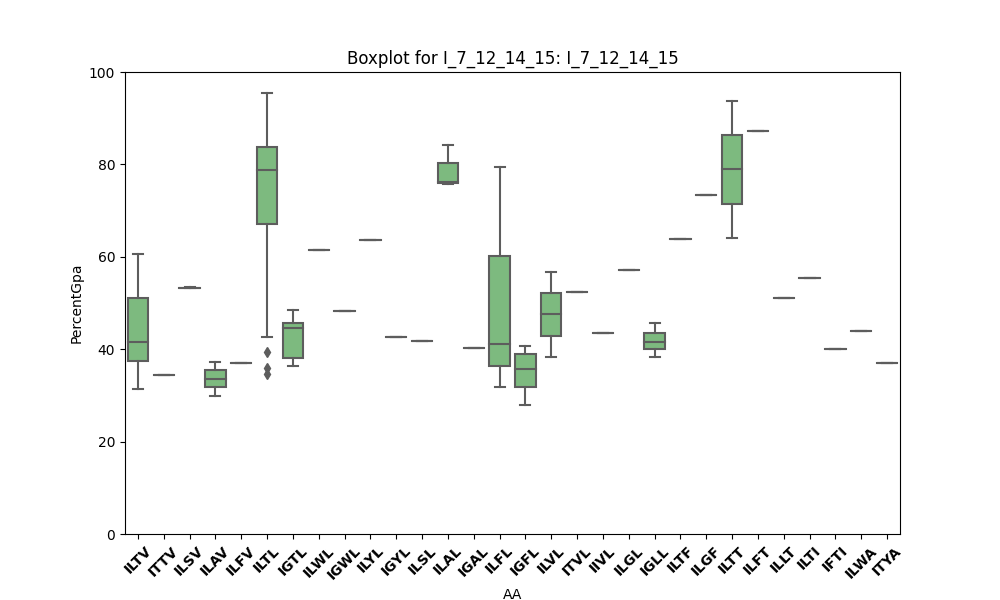 Boxplot for I_7_12_14_15: I_7_12_14_15
100
80
60
40
20
0
PercentGpa
ILTV ITTV ILSV ILAV ILFV ILTL IGTL ILWL IGWL ILYL IGYL ILSL ILAL IGAL ILFL IGFL ILVL ITVL IIVL ILGL IGLL ILTF ILGF ILTT ILFT ILLT ILTI IFTI ILWA ITYA
AA